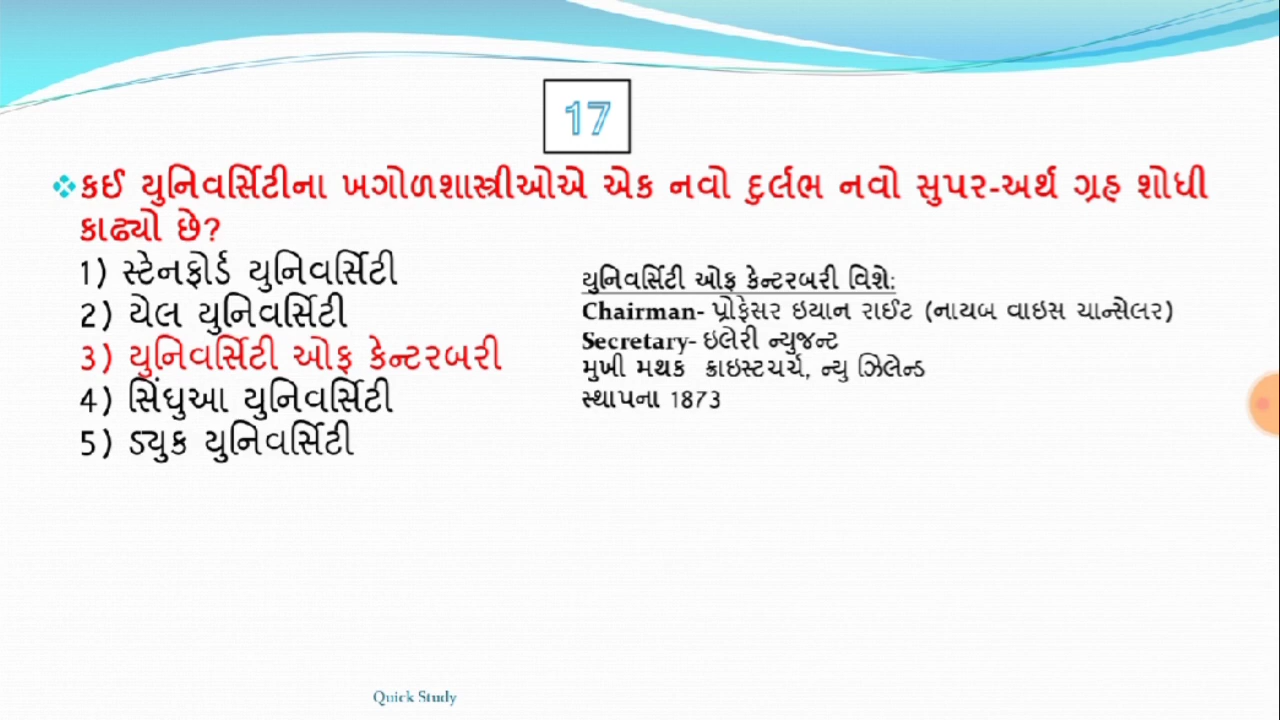 17
કઈ યુનિવર્સિટીના ખગોળશાસ્ત્રીઓએ એક નવો દુર્લભ નવો સુપર-અર્થ ગ્રહ શોધી
કાઢ્યો છે?
1) સ્ટેનફોર્ડ યુનિવર્સિટી
2) યેલ યુનિવર્સિટી
3) યુનિવર્સિટી ઓફ કેન્ટરબરી
4) સિંઘુઆ યુનિવર્સિટી
5) ડ્યુક યુનિવર્સિટી
યુનિવર્સિટી ઓફ કેન્ટરબરી વિશે:
Chairman- પ્રોફેસર ઇયાન રાઈટ (નાયબ વાઇસ ચાન્સેલર)
Secretary- ઇલેરી ન્યુજન્ટ
મુખી મથક ક્રાઇસ્ટચર્ચ, ન્યુ ઝિલેન્ડ
સ્થાપના 1873
Quick Study